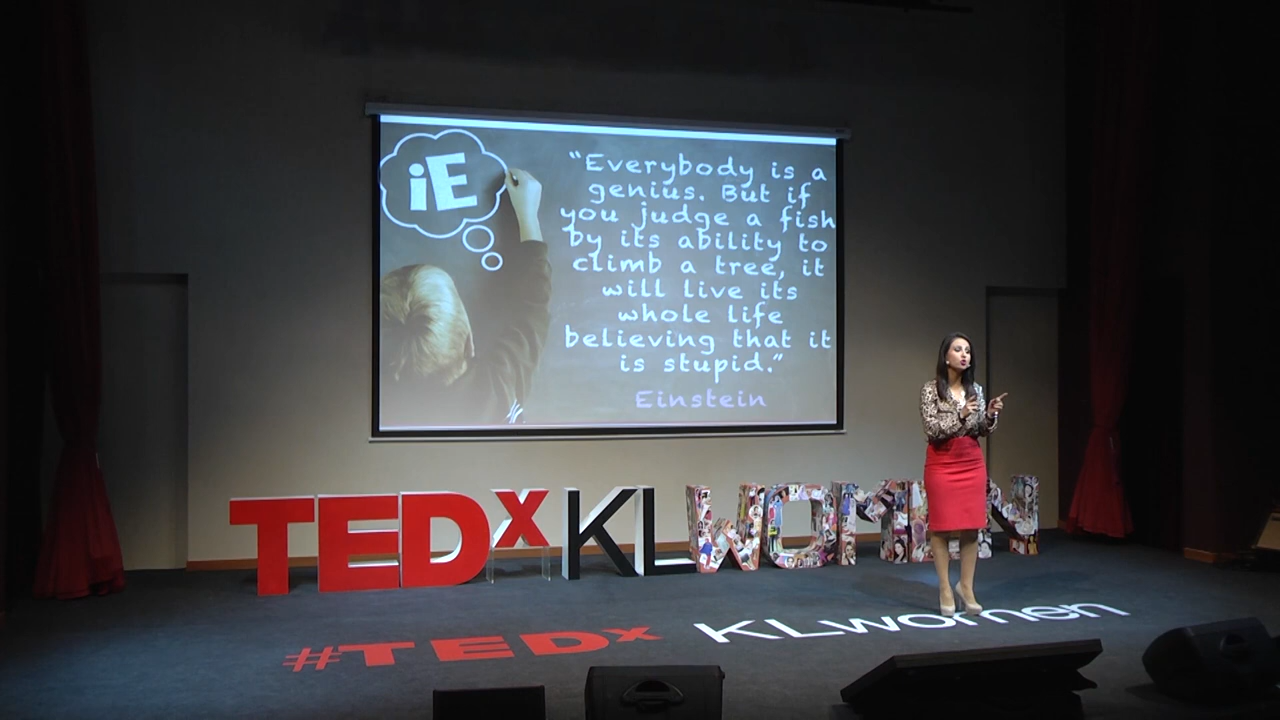 iE
“Everybody is a
genius. But if
you judge a fish
by its ability to
climb a tree, it
will live its
whole life
believing that it
is stupid.”
Einstein
TEDx KLWOMEN
#TEDx KLwomen